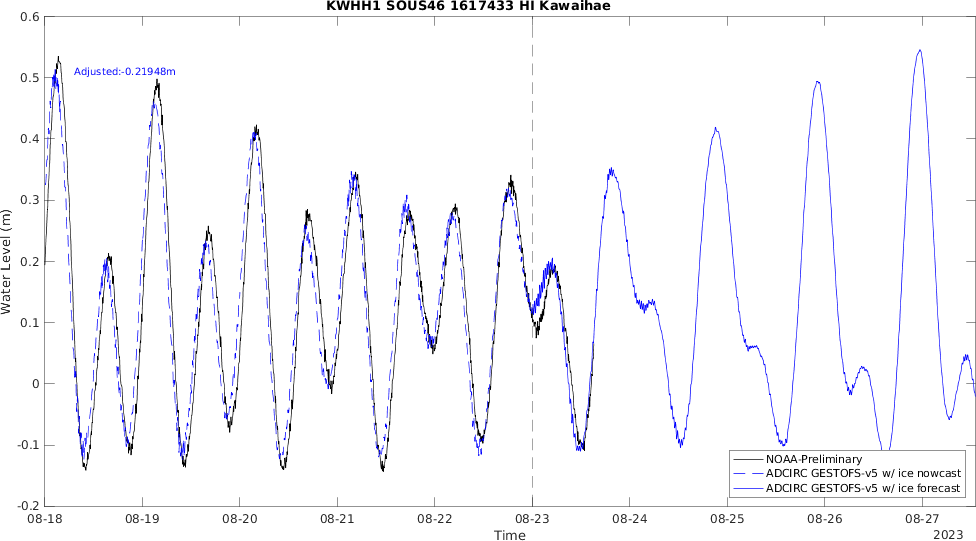 KWHH1 SOUS46 1617433 HI Kawaihae
Adjusted:-0.21948m
Water Level (m)
0.6
0.5
0.4
0.3
0.2
0.1
0
-0.1
-0.2
NOAA-Preliminary
ADCIRC GESTOFS-v5 w/ ice nowcast
ADCIRC GESTOFS-v5 w/ ice forecast
08-18 08-19 08-20 08-21 08-22 08-23 08-24 08-25 08-26 08-27
Time
2023